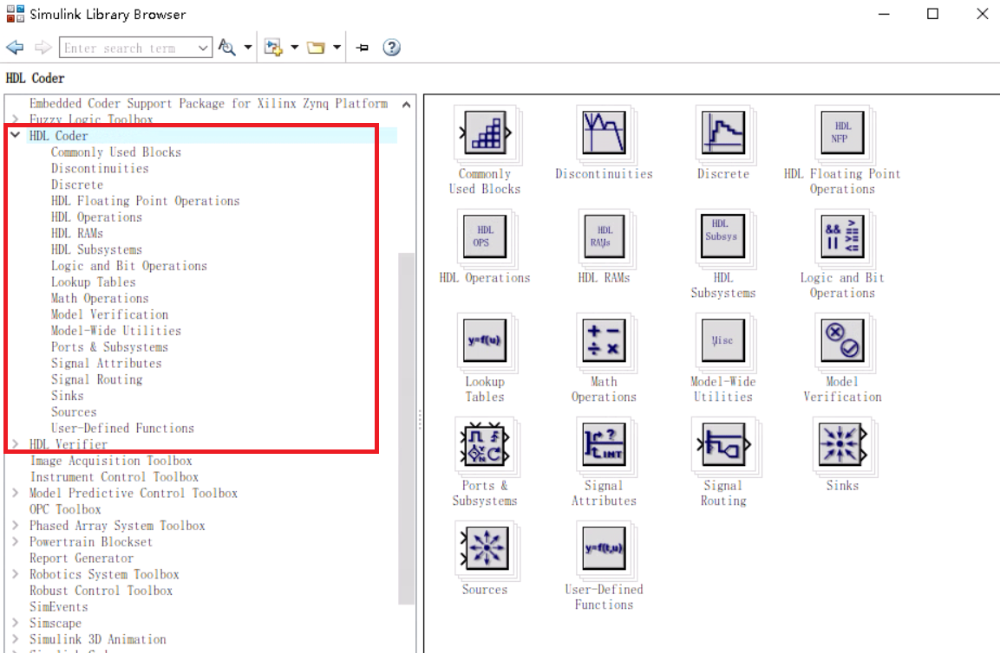 Simulink Library Browser
Enter search term
HDL Coder
Embedded Coder Support Package for Xilinx Zynq Platform
Fuzzy Logic Toolbox
HDL Coder
Commonly Used Blocks
Discontinuities
Discrete
HDL Floating Point Operations
HDL Operations
HDL RAMs
HDL Subsystems
Logic and Bit Operations
Lookup Tables
Math Operations
Model Verification
Model-Wide Utilities
Ports & Subsystems
Signal Attributes
Signal Routing
Sinks
Sources
User-Defined Functions
HDL Verifier
Image Acquisition Toolbox
Instrument Control Toolbox
Model Predictive Control Toolbox
OPC Toolbox
Phased Array System Toolbox
Powertrain Blockset
Report Generator
Robotics System Toolbox
Robust Control Toolbox
SimEvents
Simscape
Simulink 3D Animation
HDL
NFP
Commonly
Used Blocks
Discontinuities
Discrete
HDL Floating Point
Operations
HDL
OPS
HDL
RAMs
HDL
Subsys
&& >
|| ==
>=
<=
HDL Operations
HDL RAMs
HDL
Subsystems
Logic and Bit
Operations
y=f(u)
+ −
÷ ×
Misc
Lookup
Tables
Math
Operations
Model-Wide
Utilities
Model
Verification
?
INT
Ports &
Subsystems
Signal
Attributes
Signal
Routing
Sinks
y=f(t,u)
Sources
User-Defined
Functions